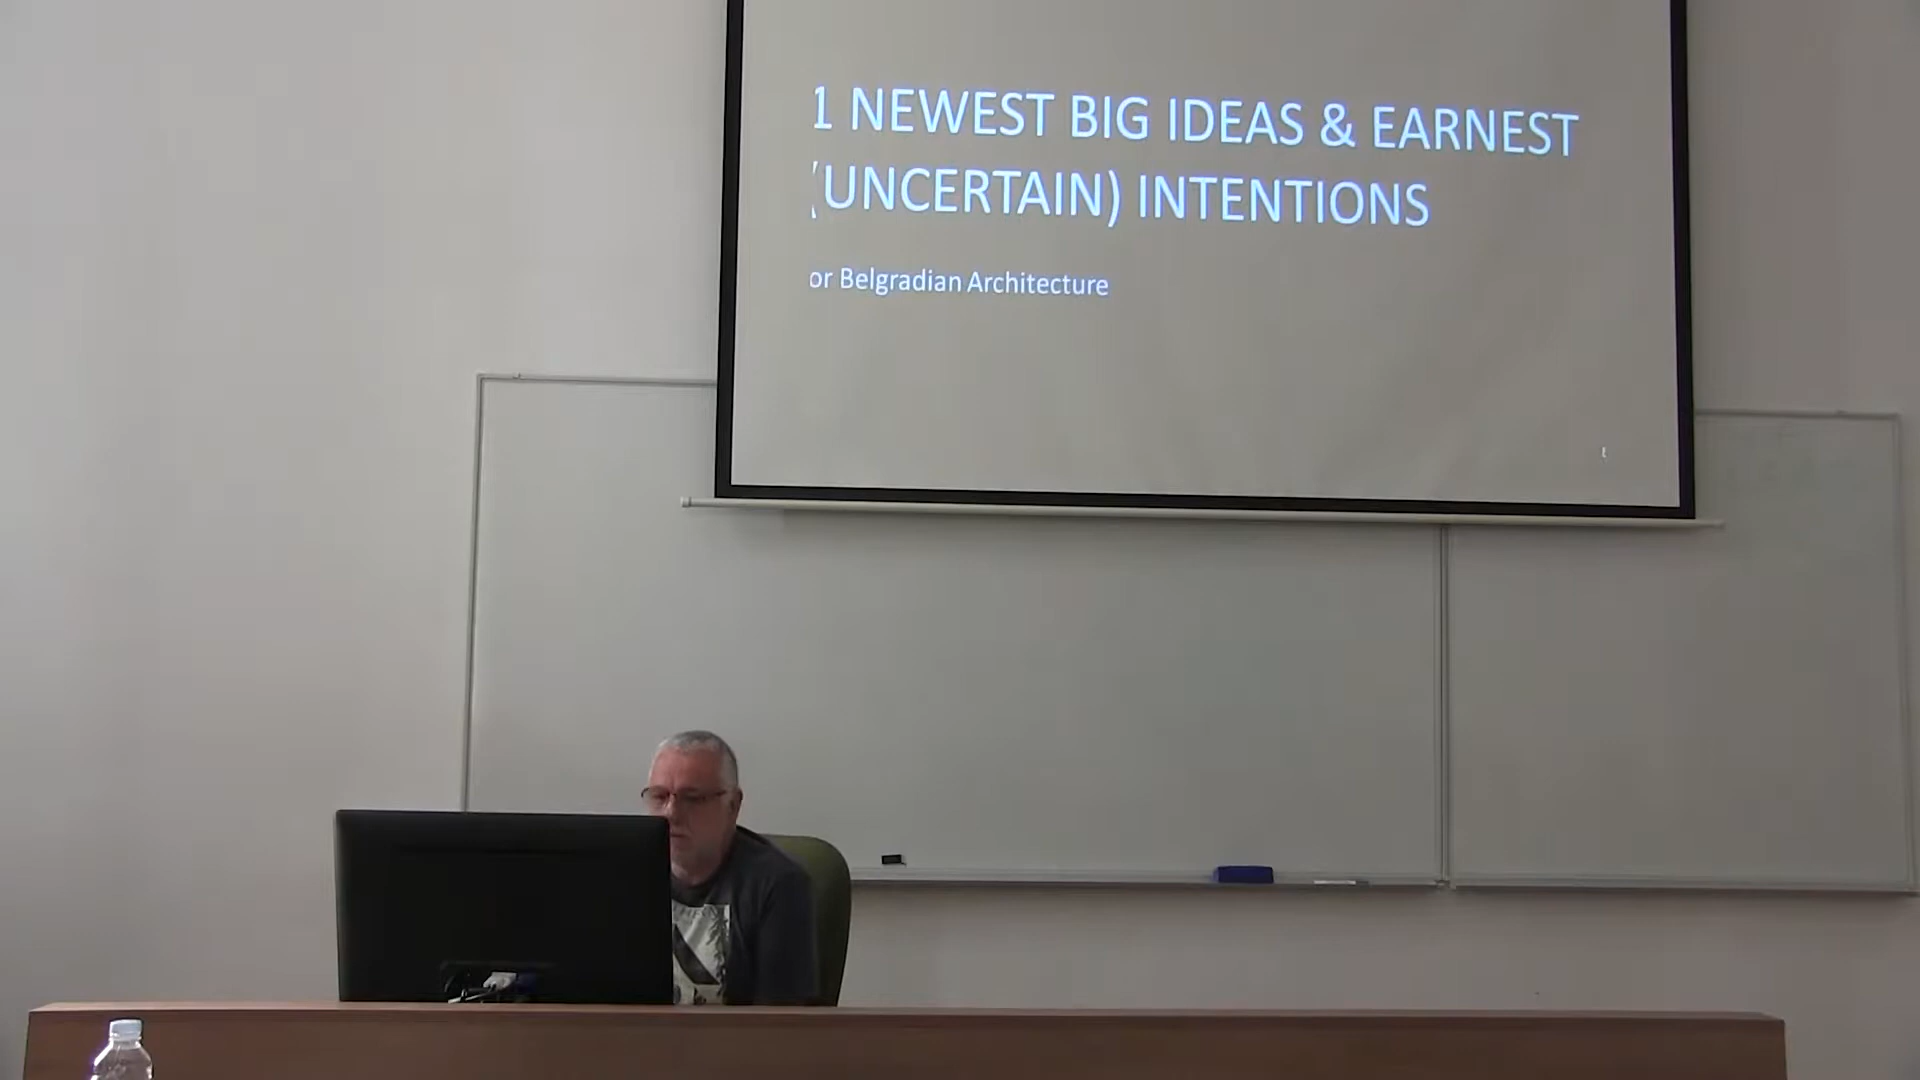 1 NEWEST BIG IDEAS & EARNEST
(UNCERTAIN) INTENTIONS
or Belgradian Architecture